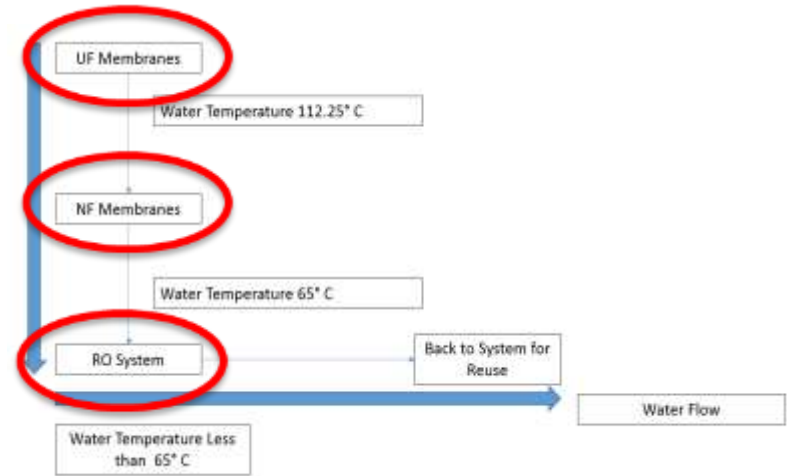 UF Membranes
Water Temperature 112.25° C
NF Membranes
Water Temperature 65° C
RO System
Back to System for
Reuse
Water Flow
Water Temperature Less
than 65° C